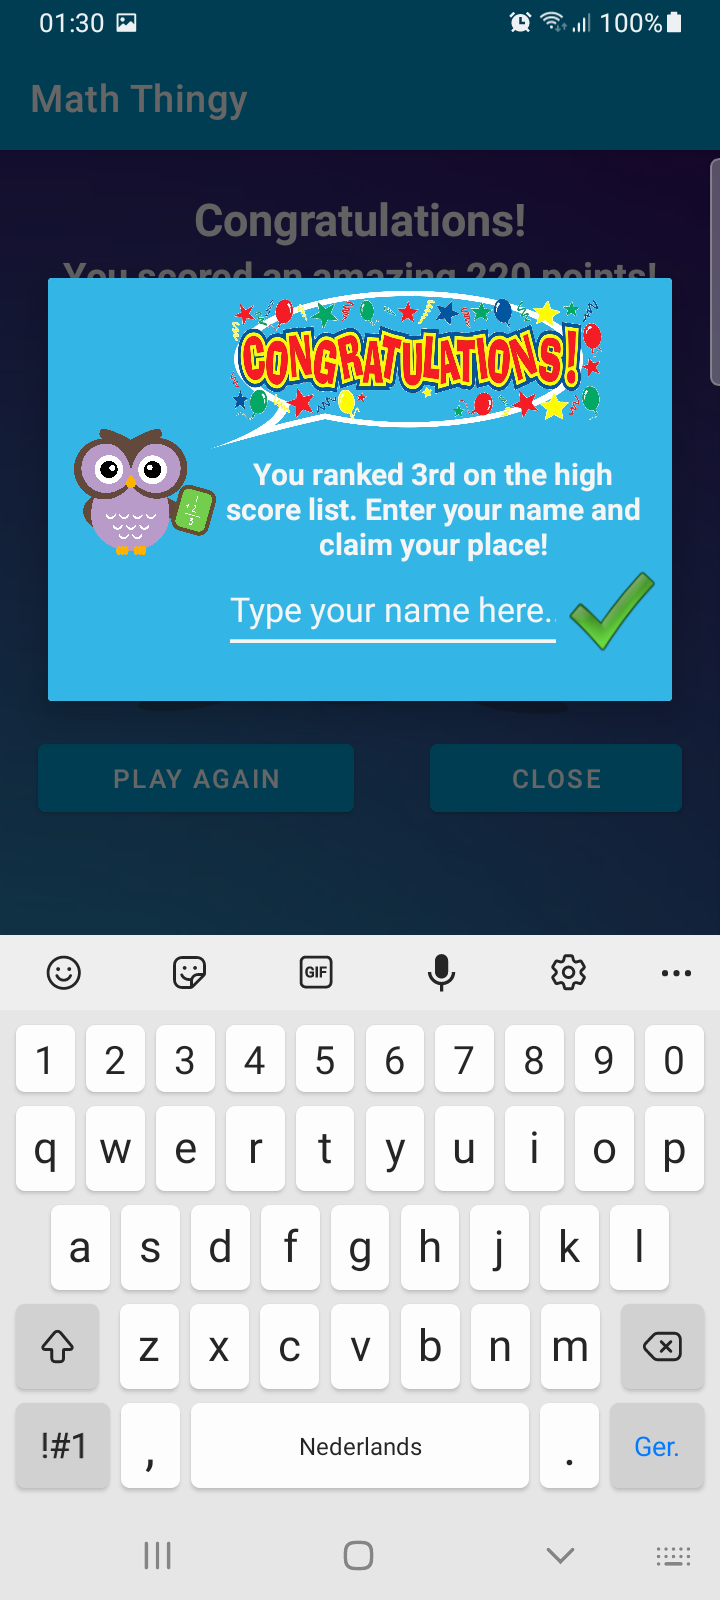 01:30 100%
Math Thingy
Congratulations!
You scored an amazing 220 points!
CONGRATULATIONS!
You ranked 3rd on the high
score list. Enter your name and
claim your place!
Type your name here..
PLAY AGAIN CLOSE
GIF
1 2 3 4 5 6 7 8 9 0
q w e r t y u i o p
a s d f g h j k l
z x c v b n m
!#1 , Nederlands . Ger.